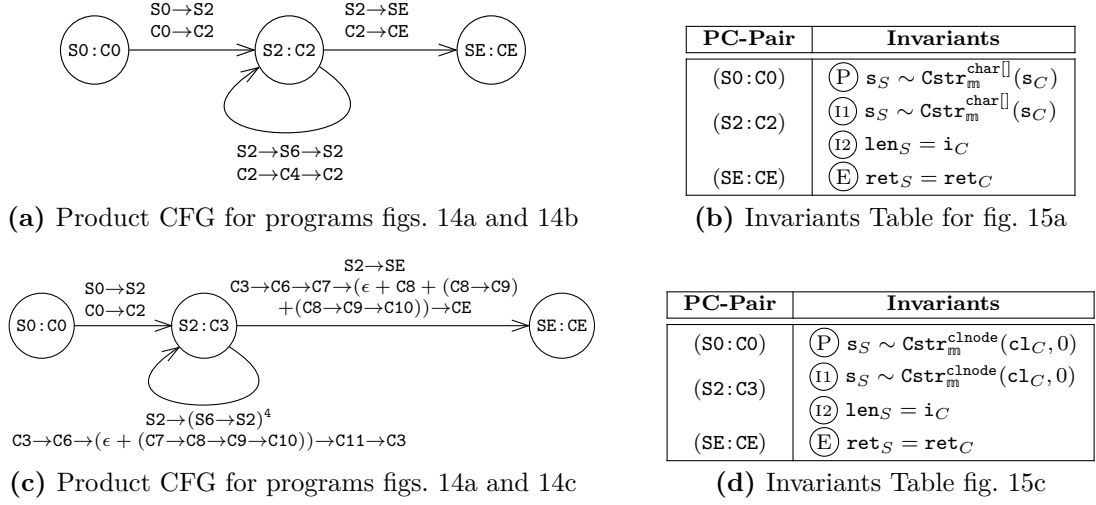 S0→S2
C0→C2
S2→SE
C2→CE
S0:C0
S2:C2
SE:CE
S2→S6→S2
C2→C4→C2
(a) Product CFG for programs figs. 14a and 14b
PC-Pair Invariants
(S0:C0) Ⓟ s_S ∼ Cstr_𝕞^char[](s_C)
(S2:C2) (I1) s_S ∼ Cstr_𝕞^char[](s_C)
(I2) len_S = i_C
(SE:CE) Ⓔ ret_S = ret_C
(b) Invariants Table for fig. 15a
S0→S2
C0→C2
S2→SE
C3→C6→C7→(ϵ + C8 + (C8→C9)
+(C8→C9→C10))→CE
S0:C0
S2:C3
SE:CE
S2→(S6→S2)^4
C3→C6→(ϵ + (C7→C8→C9→C10))→C11→C3
(c) Product CFG for programs figs. 14a and 14c
PC-Pair Invariants
(S0:C0) Ⓟ s_S ∼ Cstr_𝕞^clnode(cl_C, 0)
(S2:C3) (I1) s_S ∼ Cstr_𝕞^clnode(cl_C, 0)
(I2) len_S = i_C
(SE:CE) Ⓔ ret_S = ret_C
(d) Invariants Table fig. 15c